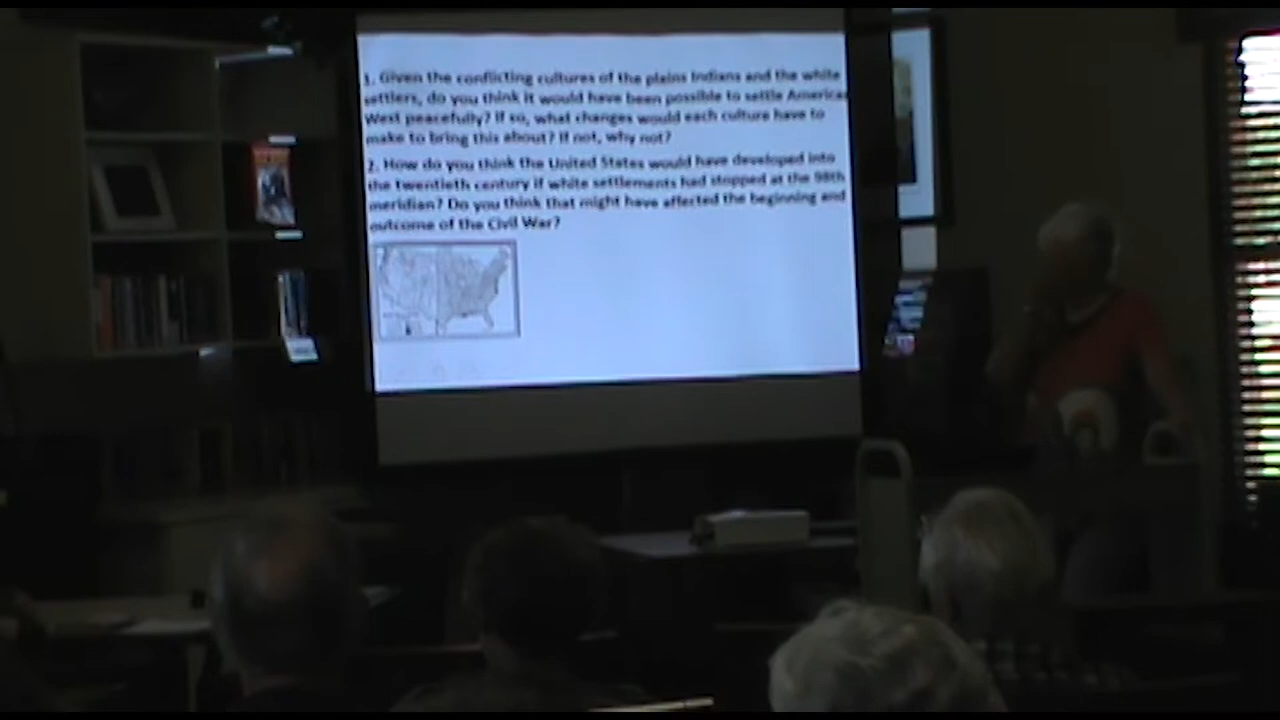 1. Given the conflicting cultures of the plains Indians and the white
settlers, do you think it would have been possible to settle America
West peacefully? If so, what changes would each culture have to
make to bring this about? If not, why not?
2. How do you think the United States would have developed into
the twentieth century if white settlements had stopped at the 98th
meridian? Do you think that might have affected the beginning and
outcome of the Civil War?